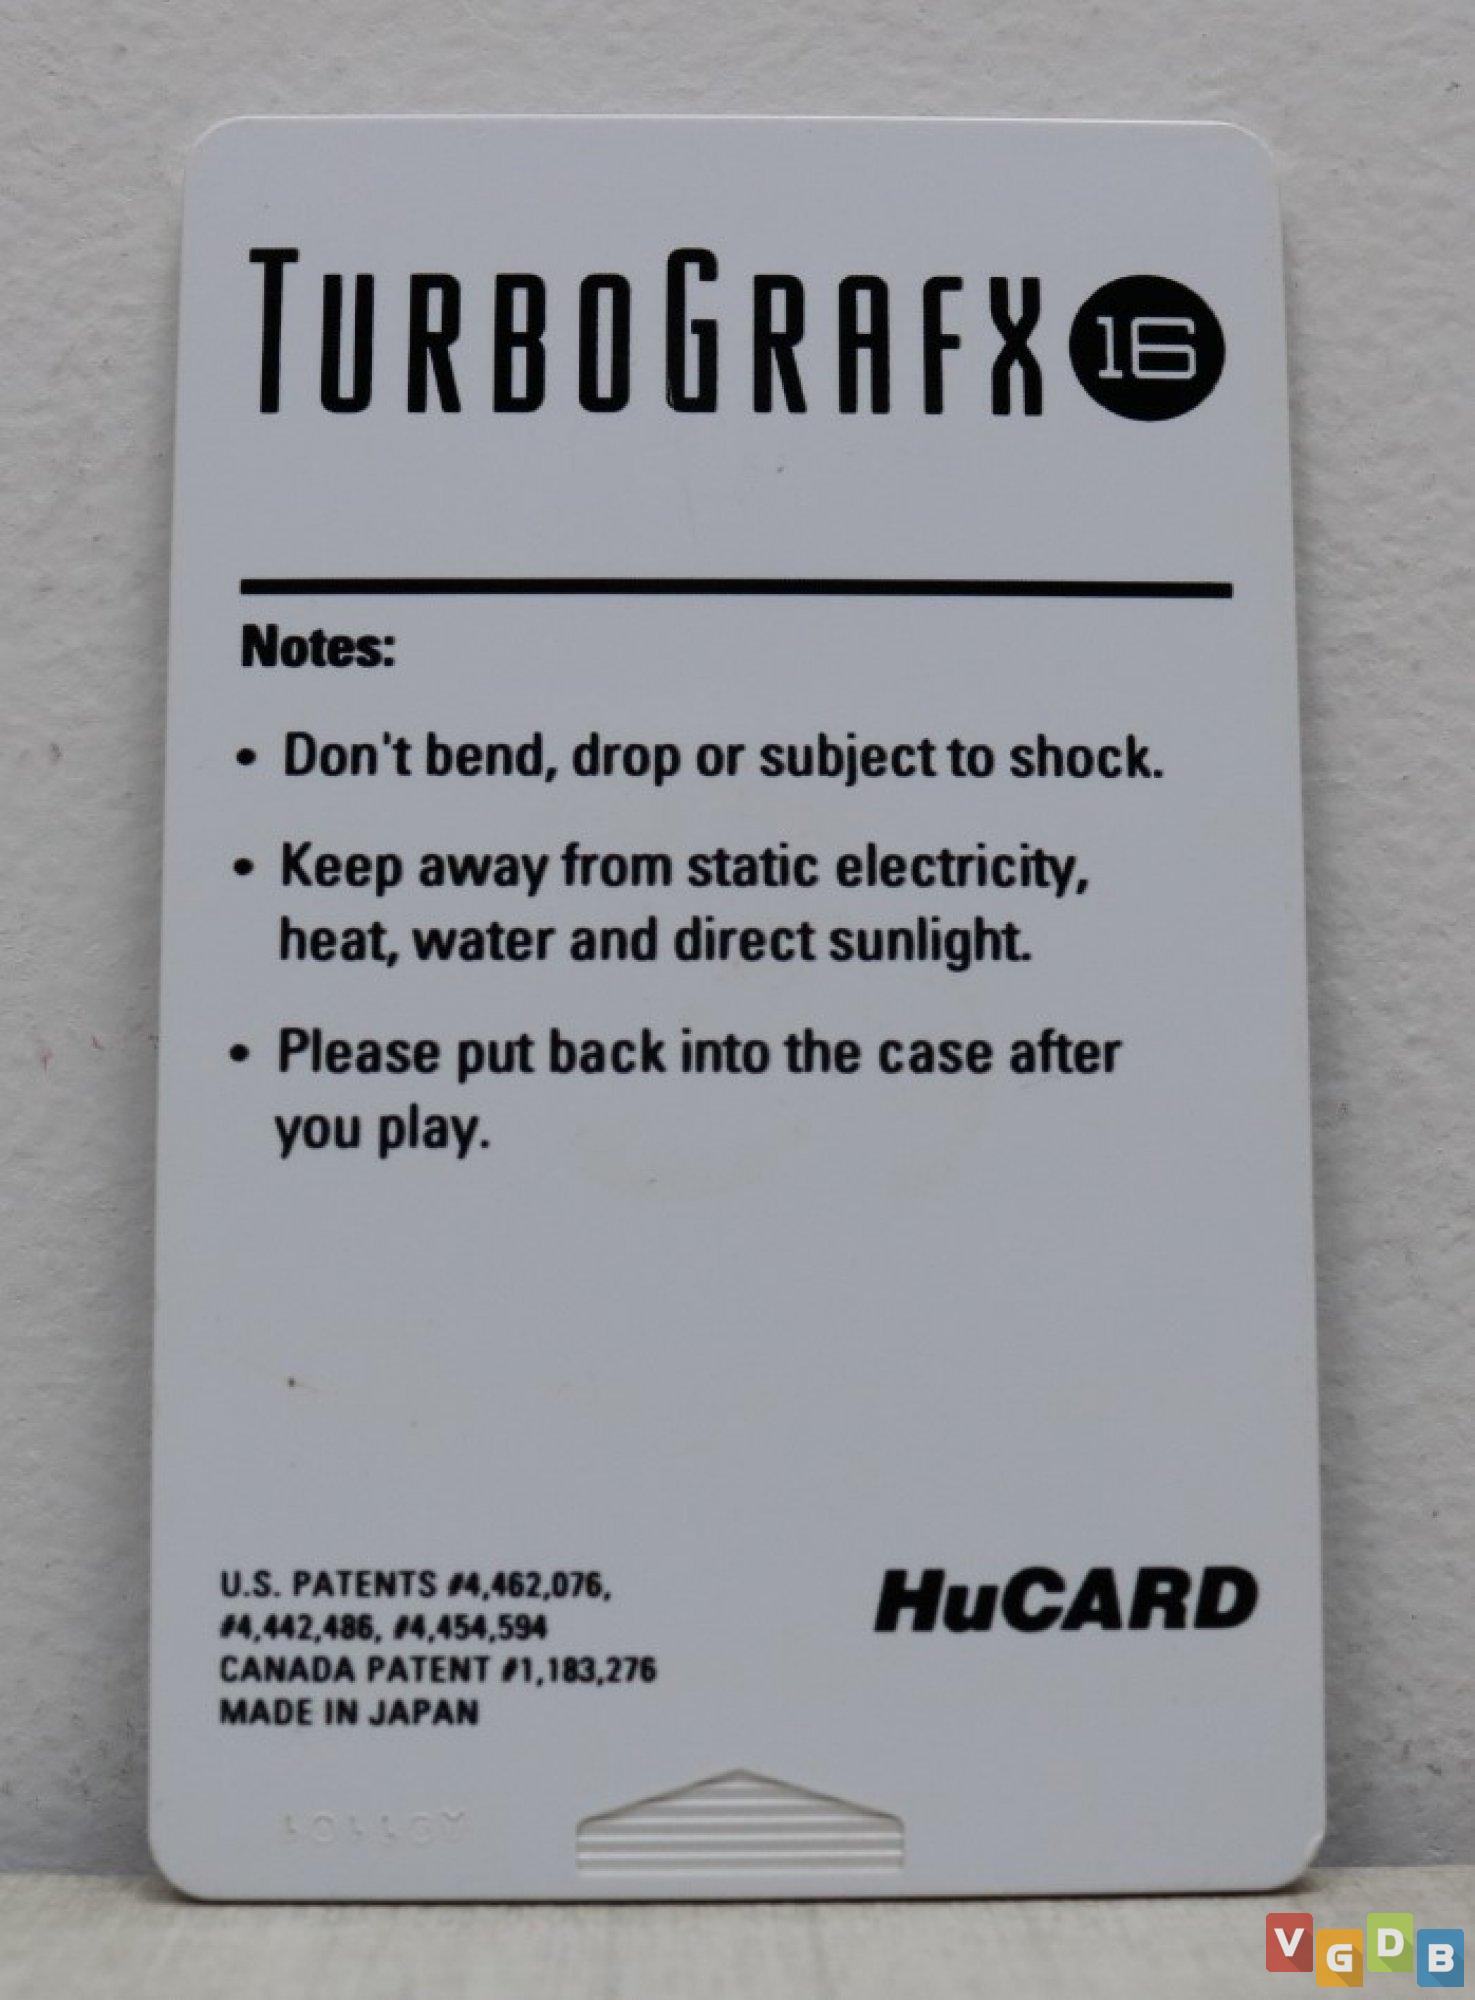 TURBOGRAFX 16
Notes:
• Don't bend, drop or subject to shock.
• Keep away from static electricity,
heat, water and direct sunlight.
• Please put back into the case after
you play.
U.S. PATENTS #4,462,076,
#4,442,486, #4,454,594
CANADA PATENT #1,183,276
MADE IN JAPAN
HuCARD
VGDB